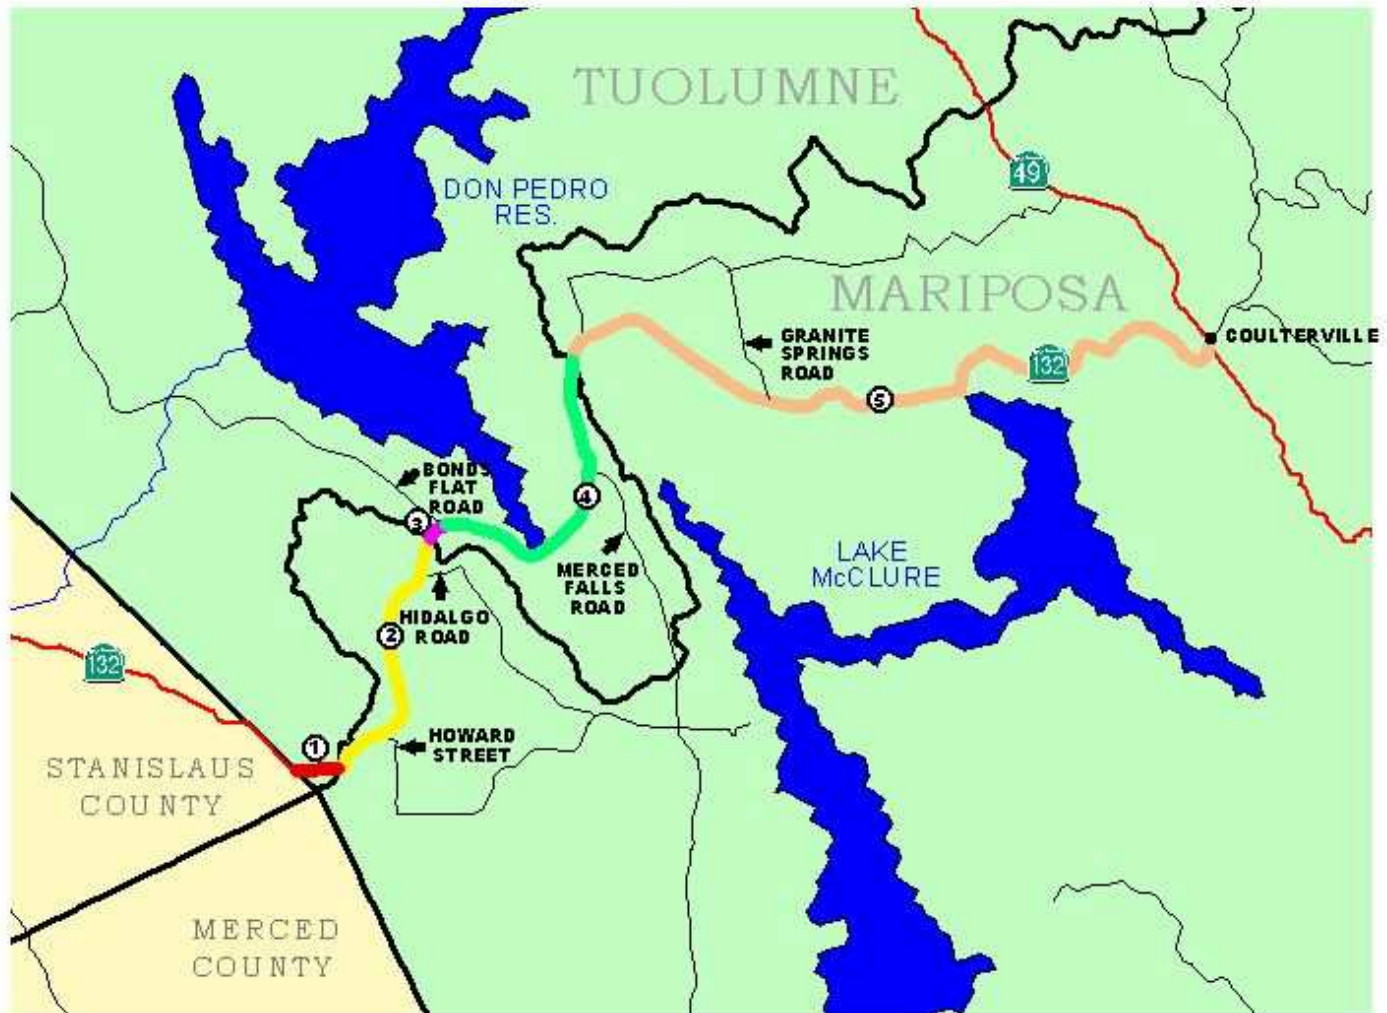 TUOLUMNE
49
DON PEDRO
RES.
MARIPOSA
GRANITE
SPRINGS
ROAD
COULTERVILLE
132
5
BONDS
FLAT
ROAD
4
3
MERCED
FALLS
ROAD
LAKE
McCLURE
HIDALGO
ROAD
2
132
1
HOWARD
STREET
STANISLAUS
COUNTY
MERCED
COUNTY